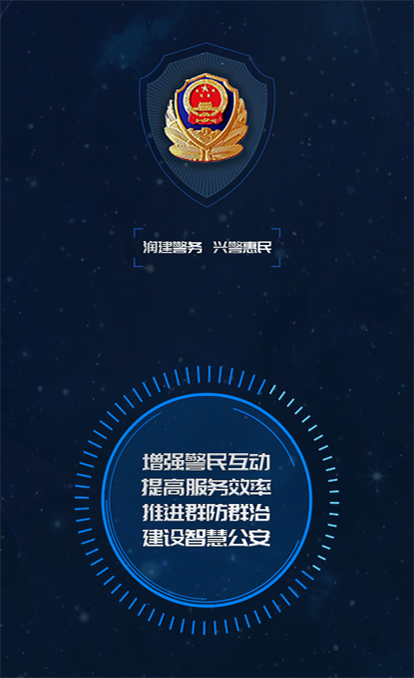 润建警务 兴警惠民
增强警民互动
提高服务效率
推进群防群治
建设智慧公安